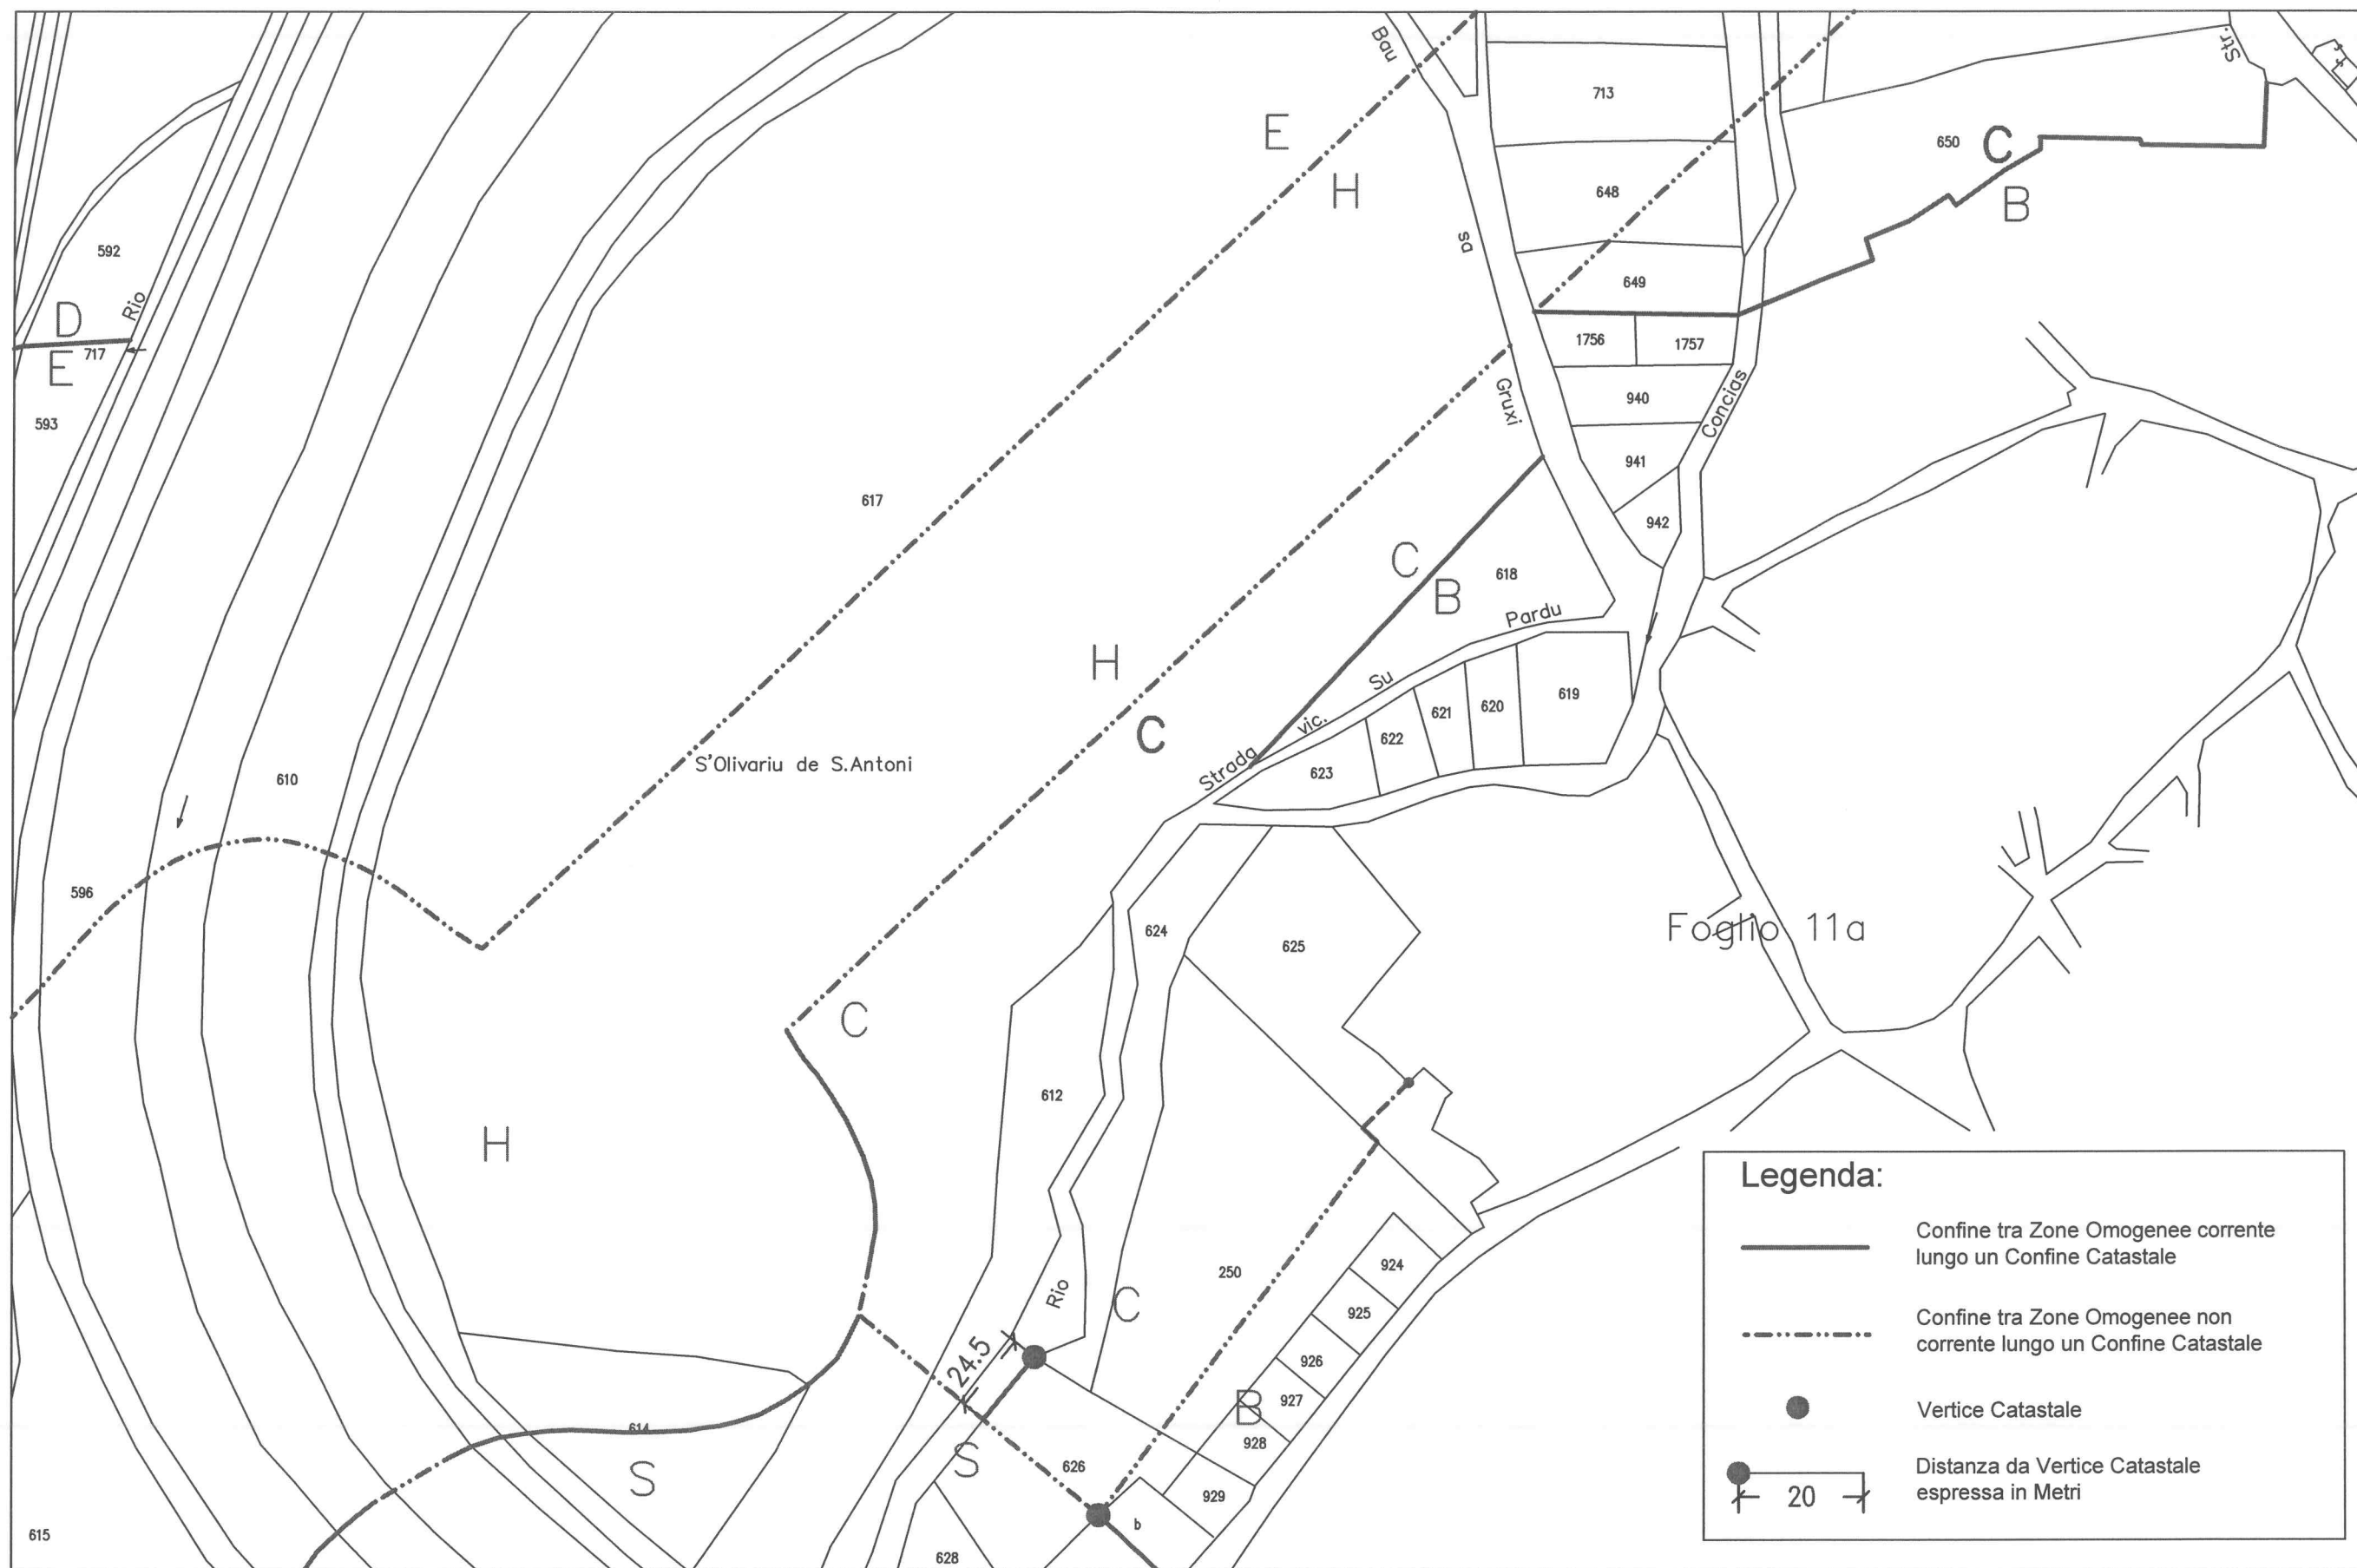 Bau
Str.
E
713
650
C
H
648
B
sa
592
649
D
Rio
E
717
1756
1757
Gruxi
940
Concias
593
941
617
942
C
618
B
Pardu
H
Su
619
620
621
C
vic.
622
S'Olivariu de S.Antoni
Strada
623
610
596
624
Foglio 11a
625
C
612
H
Legenda:
Confine tra Zone Omogenee corrente
lungo un Confine Catastale
Confine tra Zone Omogenee non
corrente lungo un Confine Catastale
Vertice Catastale
Distanza da Vertice Catastale
espressa in Metri
20
250
924
Rio
C
925
24.5
926
927
B
614
928
S
S
626
929
b
615
628